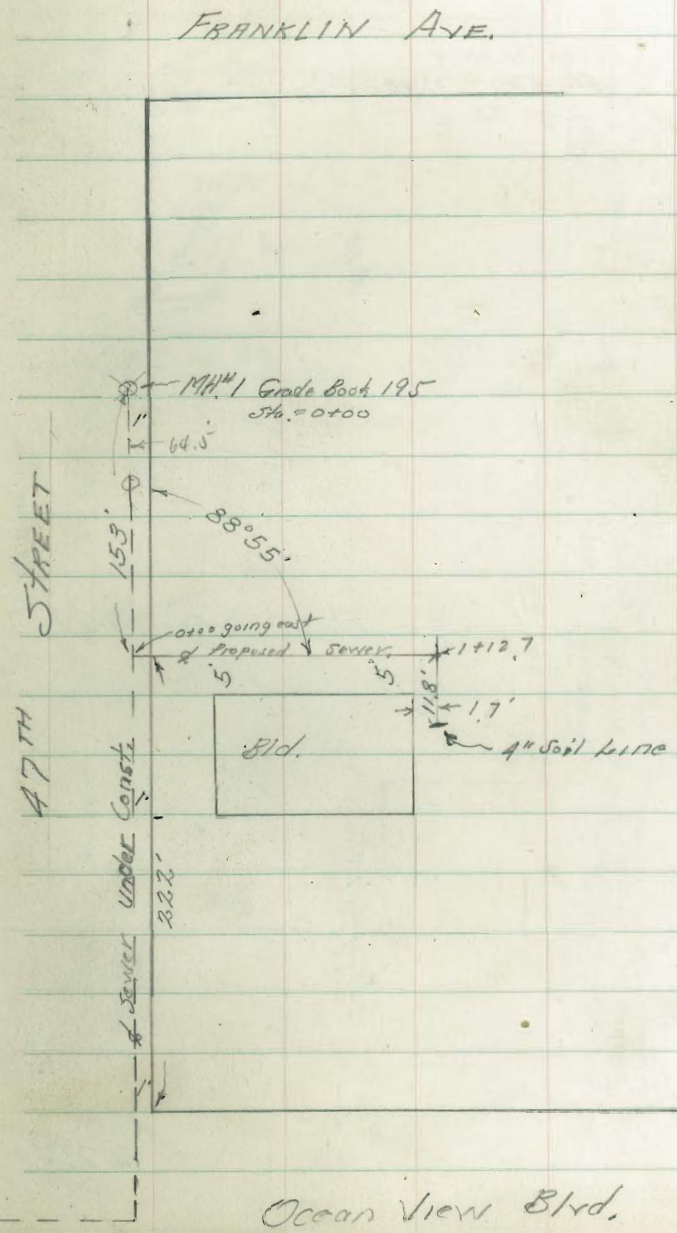 FRANKLIN AVE.
MH#1 Grade Book 195
Sta. = 0+00
64.5'
88°55'
153'
47TH STREET
0+00 going east
℄ Proposed Sewer.
1+12.7
5'
5'
11.8'
1.7'
Bld.
4" Soil Line
℄ Sewer Under Const.
222'
Ocean View Blvd.